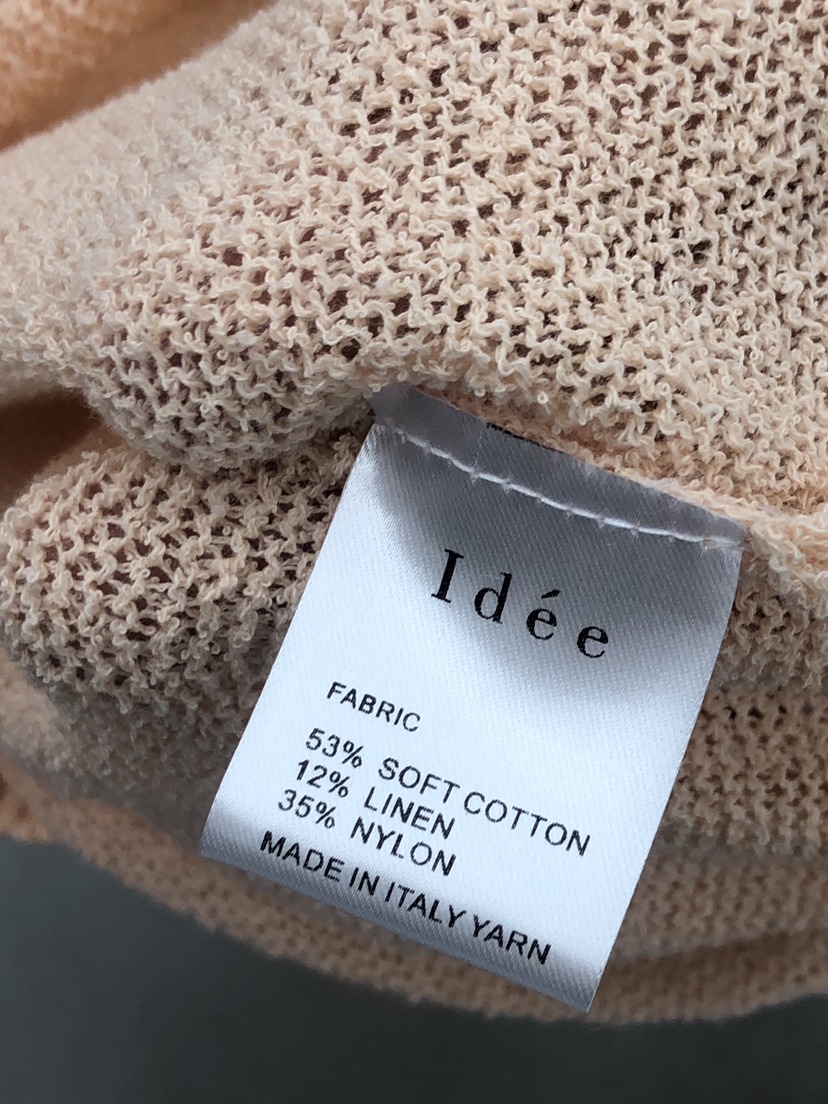 Idée
FABRIC
53% SOFT COTTON
12% LINEN
35% NYLON
MADE IN ITALY YARN